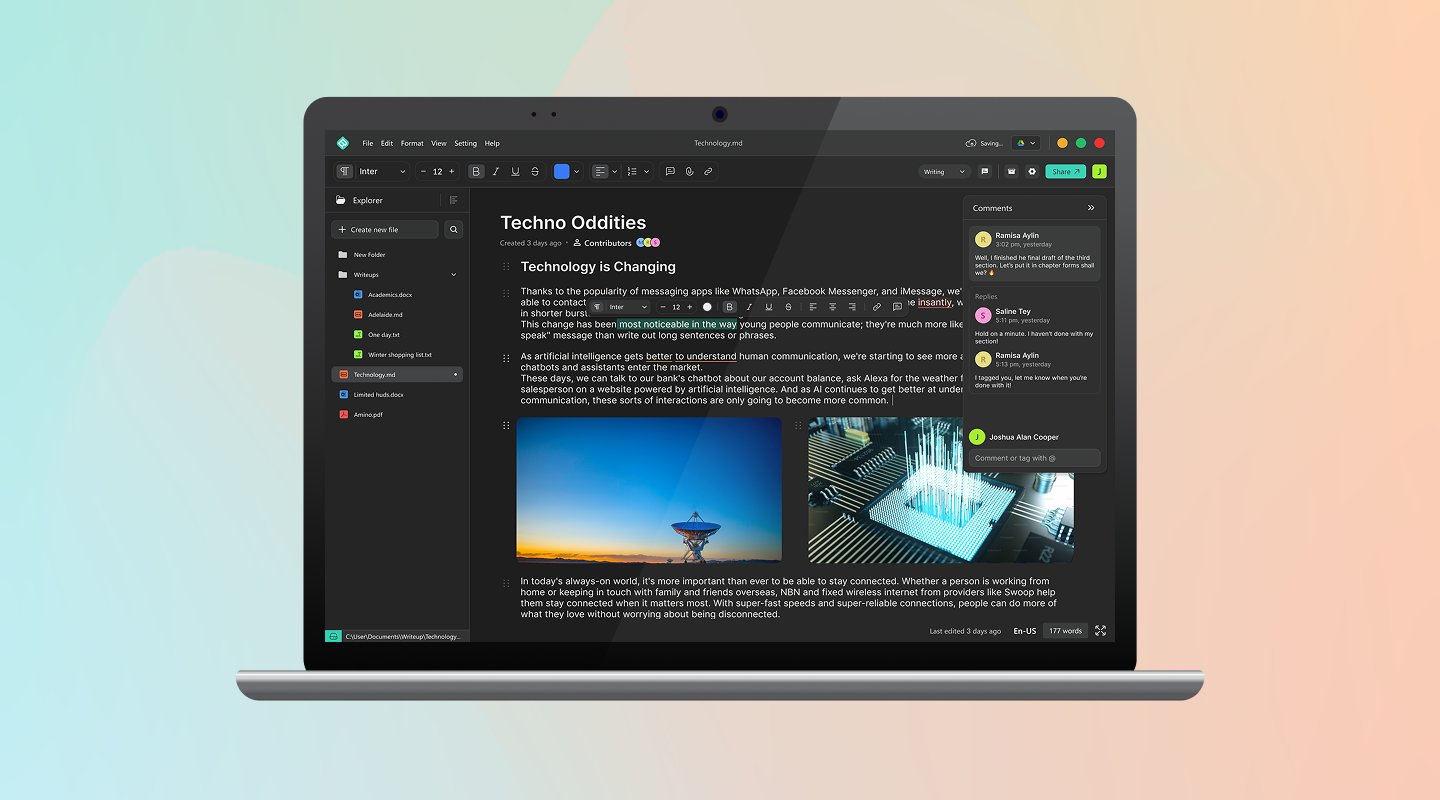 File Edit Format View Setting Help
Technology.md
Saving...
Inter
12
B I U S
Writing
Share
J
Explorer
Create new file
New Folder
Writeups
Academics.docx
Adelaide.md
One day.txt
Winter shopping list.txt
Technology.md
Limited huds.docx
Amino.pdf
C:\User\Documents\Writeup\Technology...
Techno Oddities
Created 3 days ago · Contributors
Technology is Changing
Thanks to the popularity of messaging apps like WhatsApp, Facebook Messenger, and iMessage, we'
able to contact
insantly, w
in shorter burs
Inter
12
B I U S
This change has been most noticeable in the way young people communicate; they're much more like
speak" message than write out long sentences or phrases.
As artificial intelligence gets better to understand human communication, we're starting to see more a
chatbots and assistants enter the market.
These days, we can talk to our bank's chatbot about our account balance, ask Alexa for the weather f
salesperson on a website powered by artificial intelligence. And as AI continues to get better at under
communication, these sorts of interactions are only going to become more common.
In today's always-on world, it's more important than ever to be able to stay connected. Whether a person is working from
home or keeping in touch with family and friends overseas, NBN and fixed wireless internet from providers like Swoop help
them stay connected when it matters most. With super-fast speeds and super-reliable connections, people can do more of
what they love without worrying about being disconnected.
Comments
R
Ramisa Aylin
3:02 pm, yesterday
Well, I finished he final draft of the third
section. Let's put it in chapter forms shall
we? 🔥
Replies
S
Saline Tey
5:11 pm, yesterday
Hold on a minute. I haven't done with my
section!
R
Ramisa Aylin
5:13 pm, yesterday
I tagged you, let me know when you're
done with it!
J
Joshua Alan Cooper
Comment or tag with @
Last edited 3 days ago
En-US
177 words